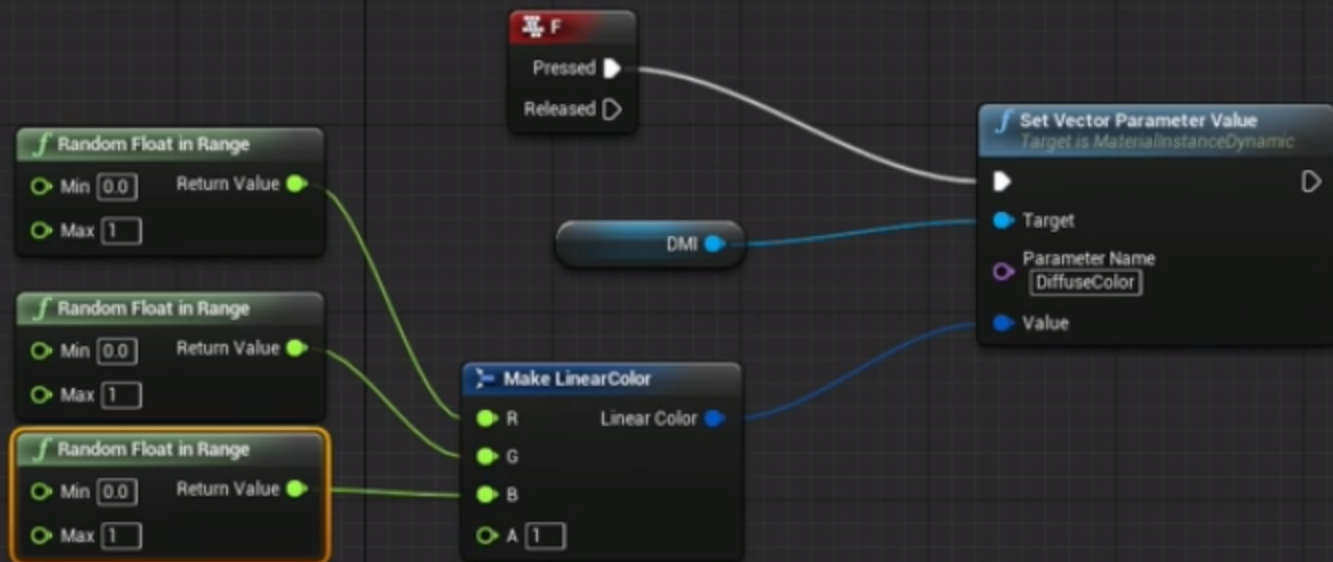 F
Pressed
Released
Random Float in Range
Min 0.0 Return Value
Max 1
Set Vector Parameter Value
Target is MaterialInstanceDynamic
Target
Parameter Name
DiffuseColor
Value
DMI
Random Float in Range
Min 0.0 Return Value
Max 1
Make LinearColor
R Linear Color
G
B
A 1
Random Float in Range
Min 0.0 Return Value
Max 1